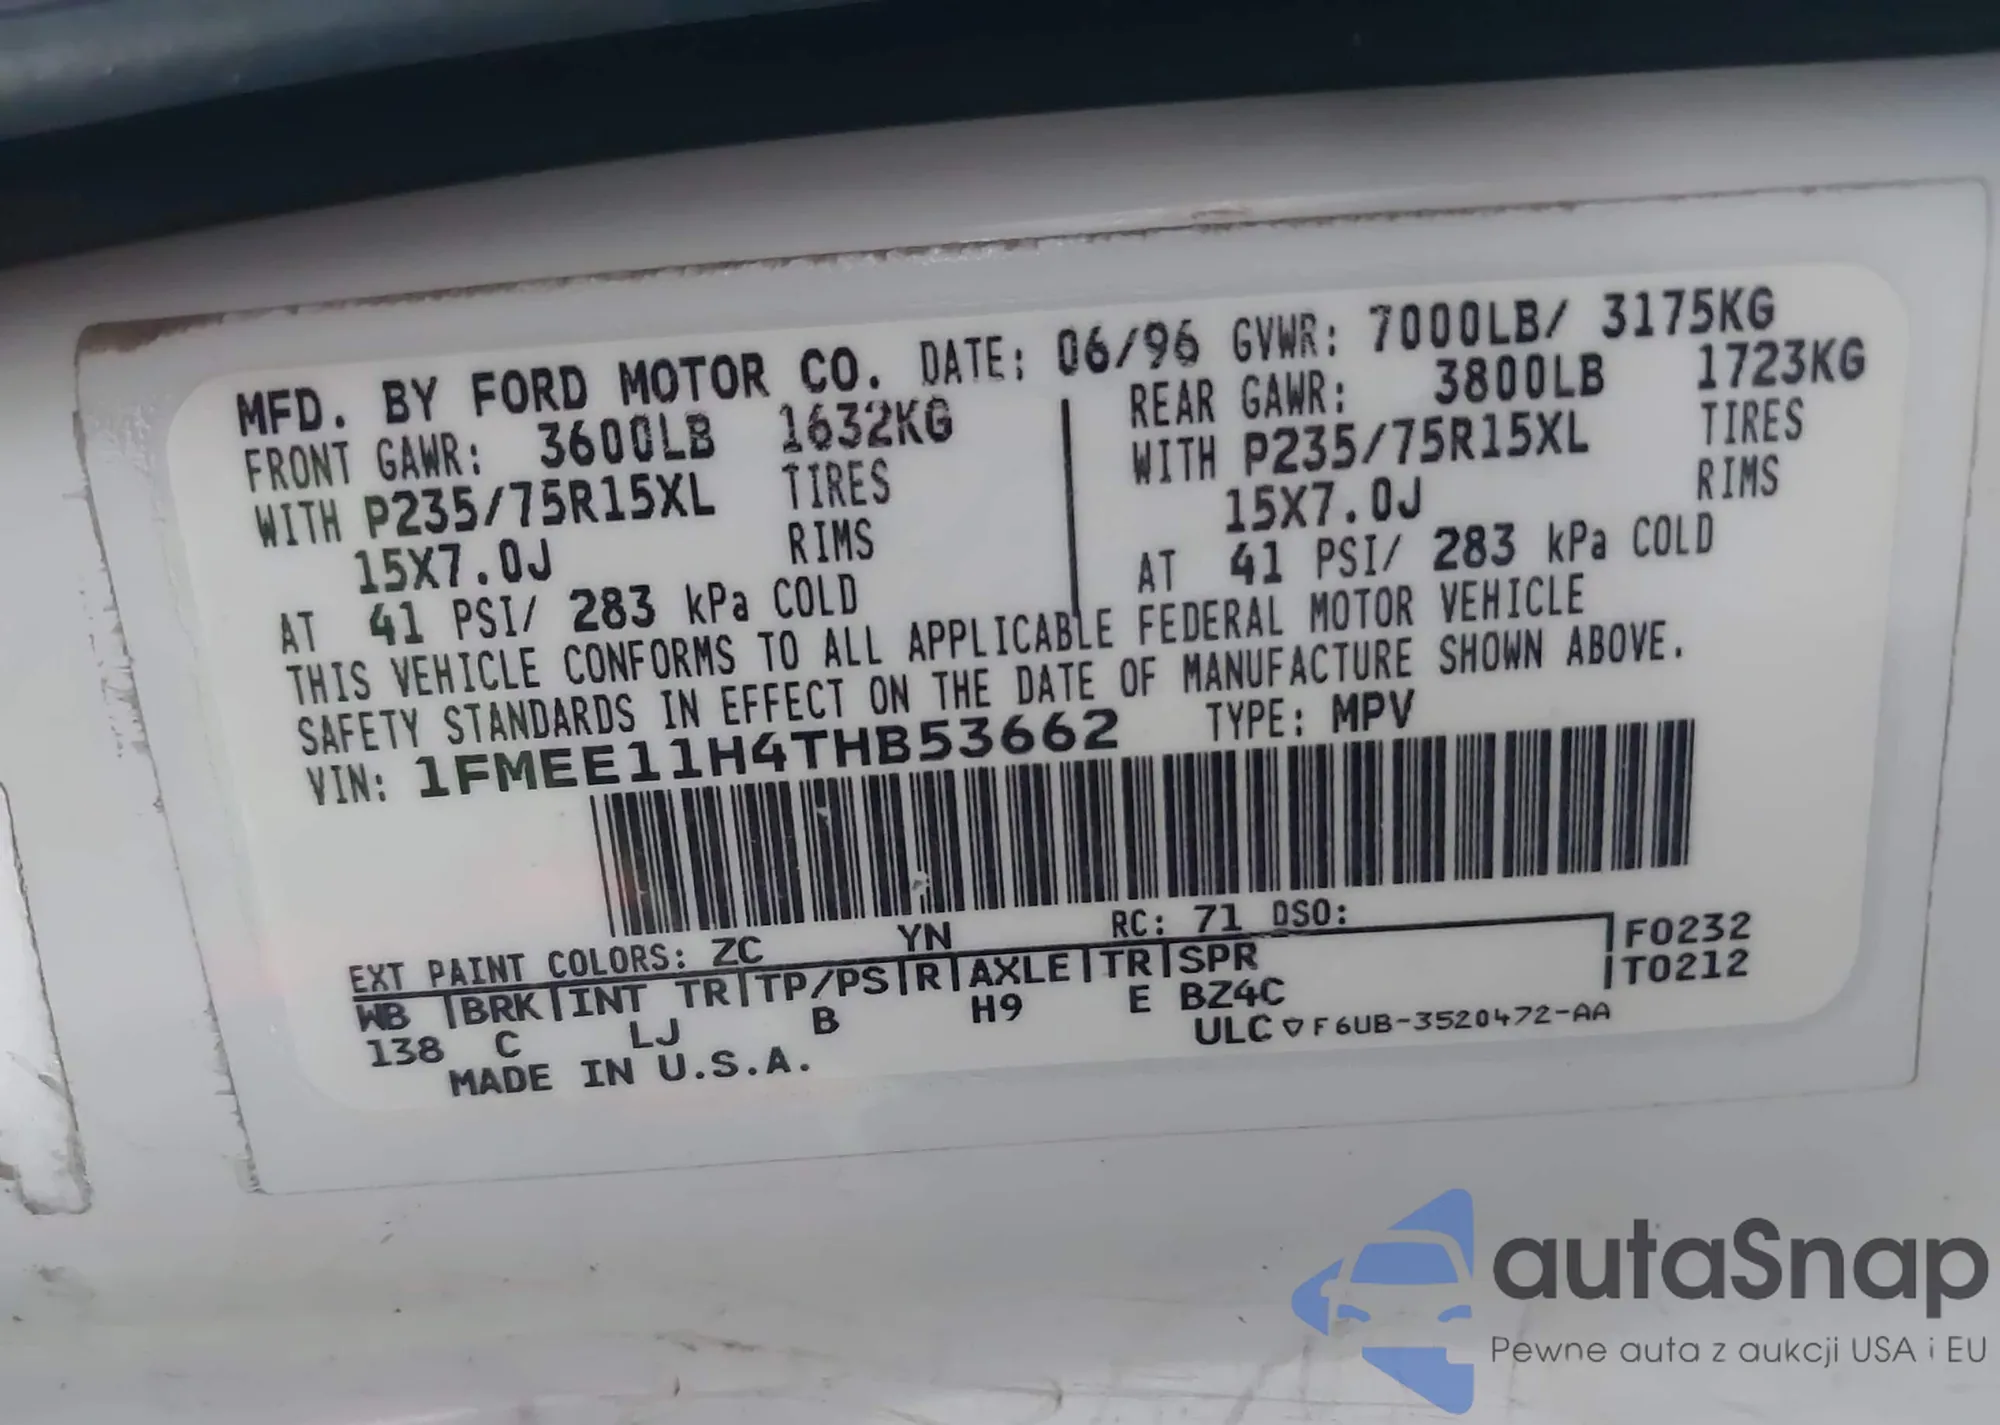 MFD. BY FORD MOTOR CO. DATE: 06/96 GVWR: 7000LB/ 3175KG
FRONT GAWR: 3600LB 1632KG
WITH P235/75R15XL TIRES
15X7.0J RIMS
AT 41 PSI/ 283 kPa COLD
REAR GAWR: 3800LB 1723KG
WITH P235/75R15XL TIRES
15X7.0J RIMS
AT 41 PSI/ 283 kPa COLD
THIS VEHICLE CONFORMS TO ALL APPLICABLE FEDERAL MOTOR VEHICLE
SAFETY STANDARDS IN EFFECT ON THE DATE OF MANUFACTURE SHOWN ABOVE.
VIN: 1FMEE11H4THB53662 TYPE: MPV
EXT PAINT COLORS: ZC YN RC: 71 DSO:
WB BRK INT TR TP/PS R AXLE TR SPR
138 C LJ B H9 E BZ4C
F0232
T0212
MADE IN U.S.A.
ULC ♡ F6UB-3520472-AA
autaSnap
Pewne auta z aukcji USA i EU